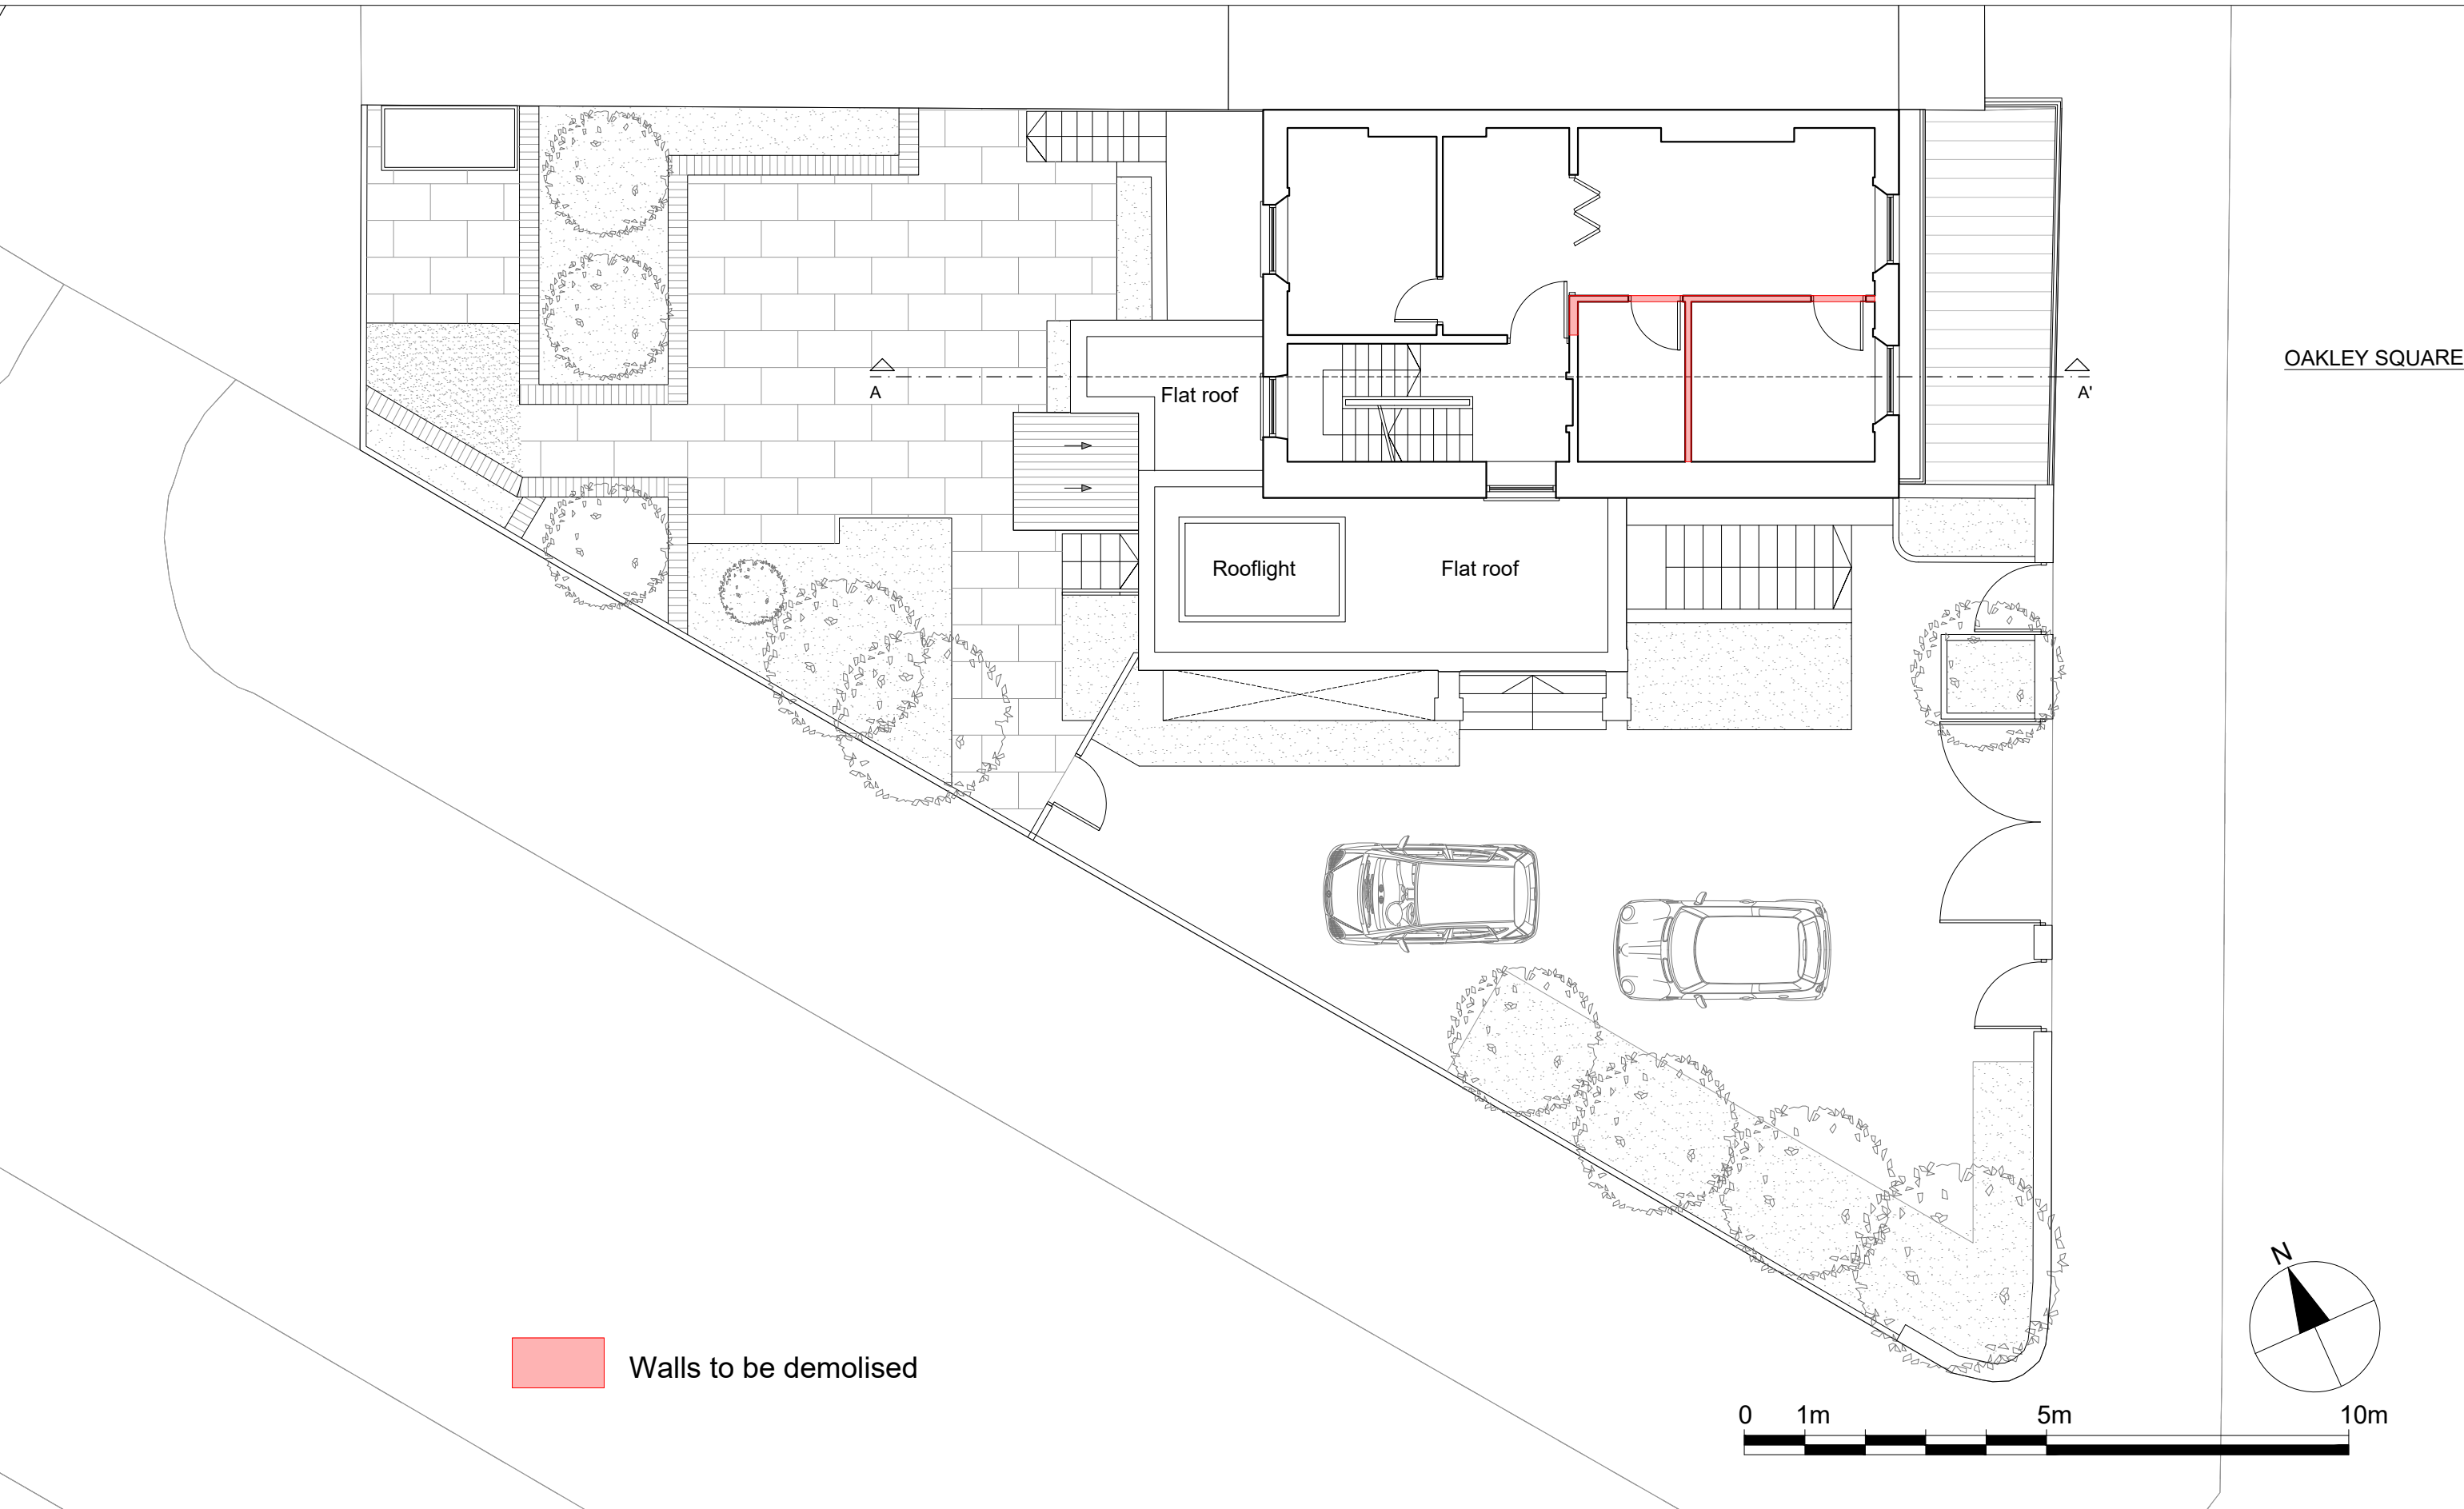 OAKLEY SQUARE
A
A'
Flat roof
Rooflight
Flat roof
N
Walls to be demolised
0 1m 5m 10m